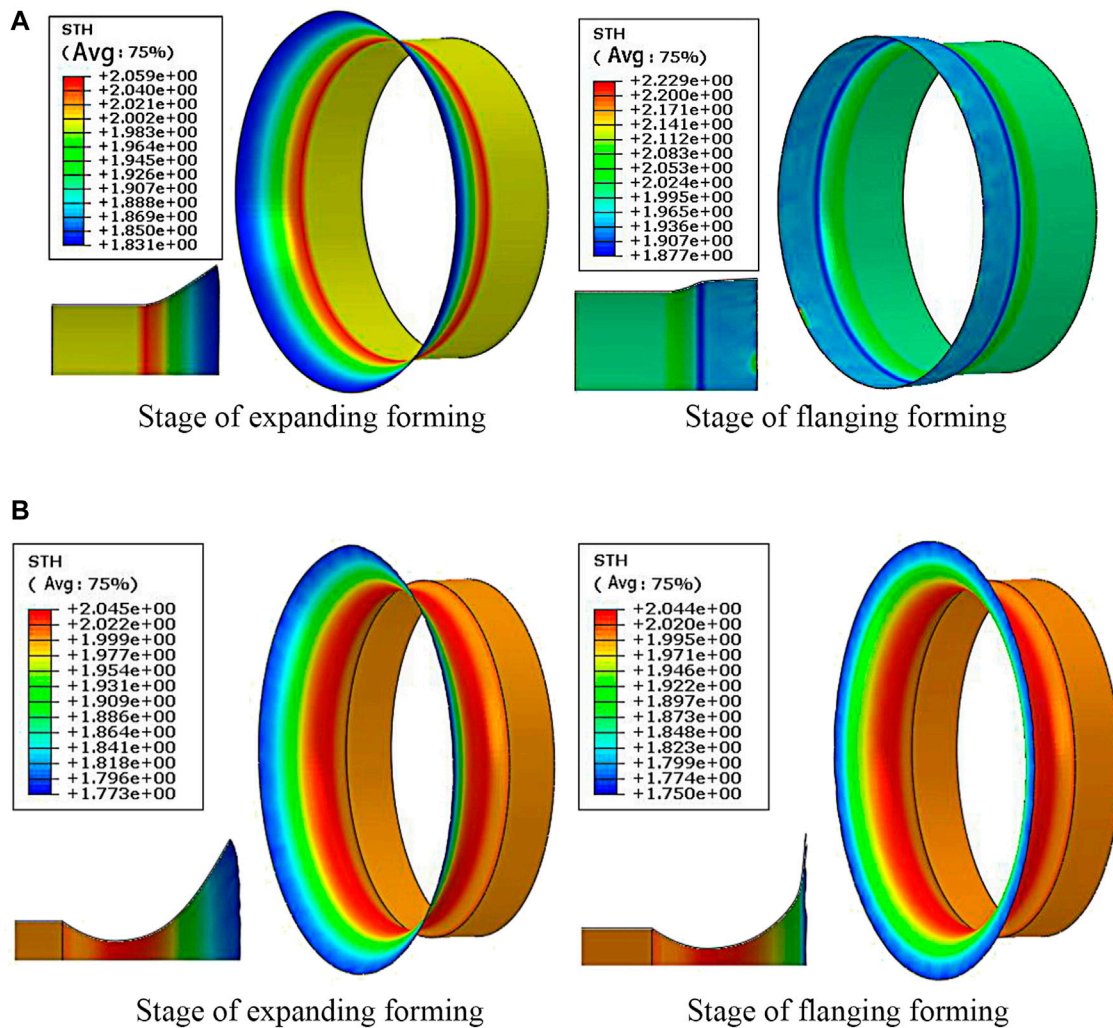 A
STH
(Avg: 75%)
+2.059e+00
+2.040e+00
+2.021e+00
+2.002e+00
+1.983e+00
+1.964e+00
+1.945e+00
+1.926e+00
+1.907e+00
+1.888e+00
+1.869e+00
+1.850e+00
+1.831e+00
Stage of expanding forming
STH
(Avg: 75%)
+2.229e+00
+2.200e+00
+2.171e+00
+2.141e+00
+2.112e+00
+2.083e+00
+2.053e+00
+2.024e+00
+1.995e+00
+1.965e+00
+1.936e+00
+1.907e+00
+1.877e+00
Stage of flanging forming
B
STH
( Avg: 75%)
+2.045e+00
+2.022e+00
+1.999e+00
+1.977e+00
+1.954e+00
+1.931e+00
+1.909e+00
+1.886e+00
+1.864e+00
+1.841e+00
+1.818e+00
+1.796e+00
+1.773e+00
Stage of expanding forming
STH
( Avg: 75%)
+2.044e+00
+2.020e+00
+1.995e+00
+1.971e+00
+1.946e+00
+1.922e+00
+1.897e+00
+1.873e+00
+1.848e+00
+1.823e+00
+1.799e+00
+1.774e+00
+1.750e+00
Stage of flanging forming